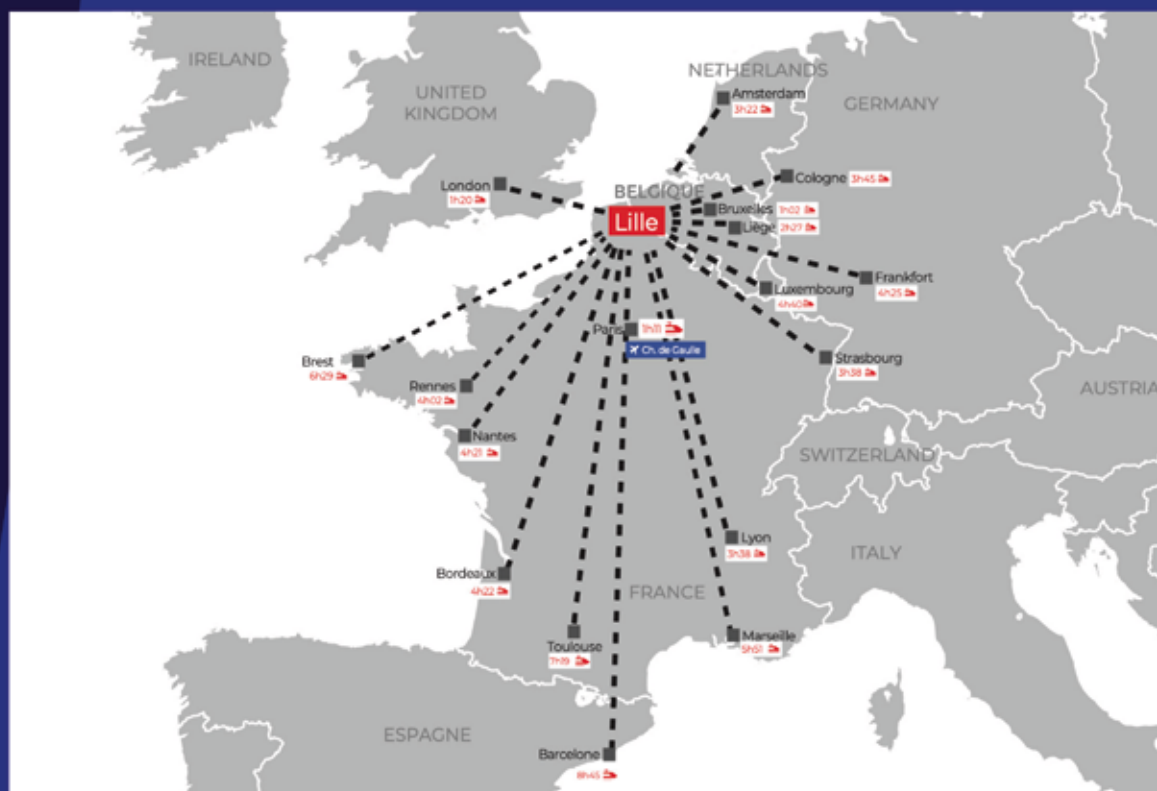 IRELAND
UNITED
KINGDOM
NETHERLANDS
Amsterdam
3h22
GERMANY
London
1h20
BELGIQUE
Cologne 3h45
Bruxelles 1h02
Lille
Liège 2h27
Frankfort
4h25
Luxembourg
4h40
Paris 1h11
Ch. de Gaulle
Strasbourg
3h38
Brest
6h29
Rennes
4h02
AUSTRIA
Nantes
4h21
SWITZERLAND
Lyon
3h38
ITALY
Bordeaux
4h22
FRANCE
Toulouse
7h19
Marseille
5h51
ESPAGNE
Barcelone
8h45